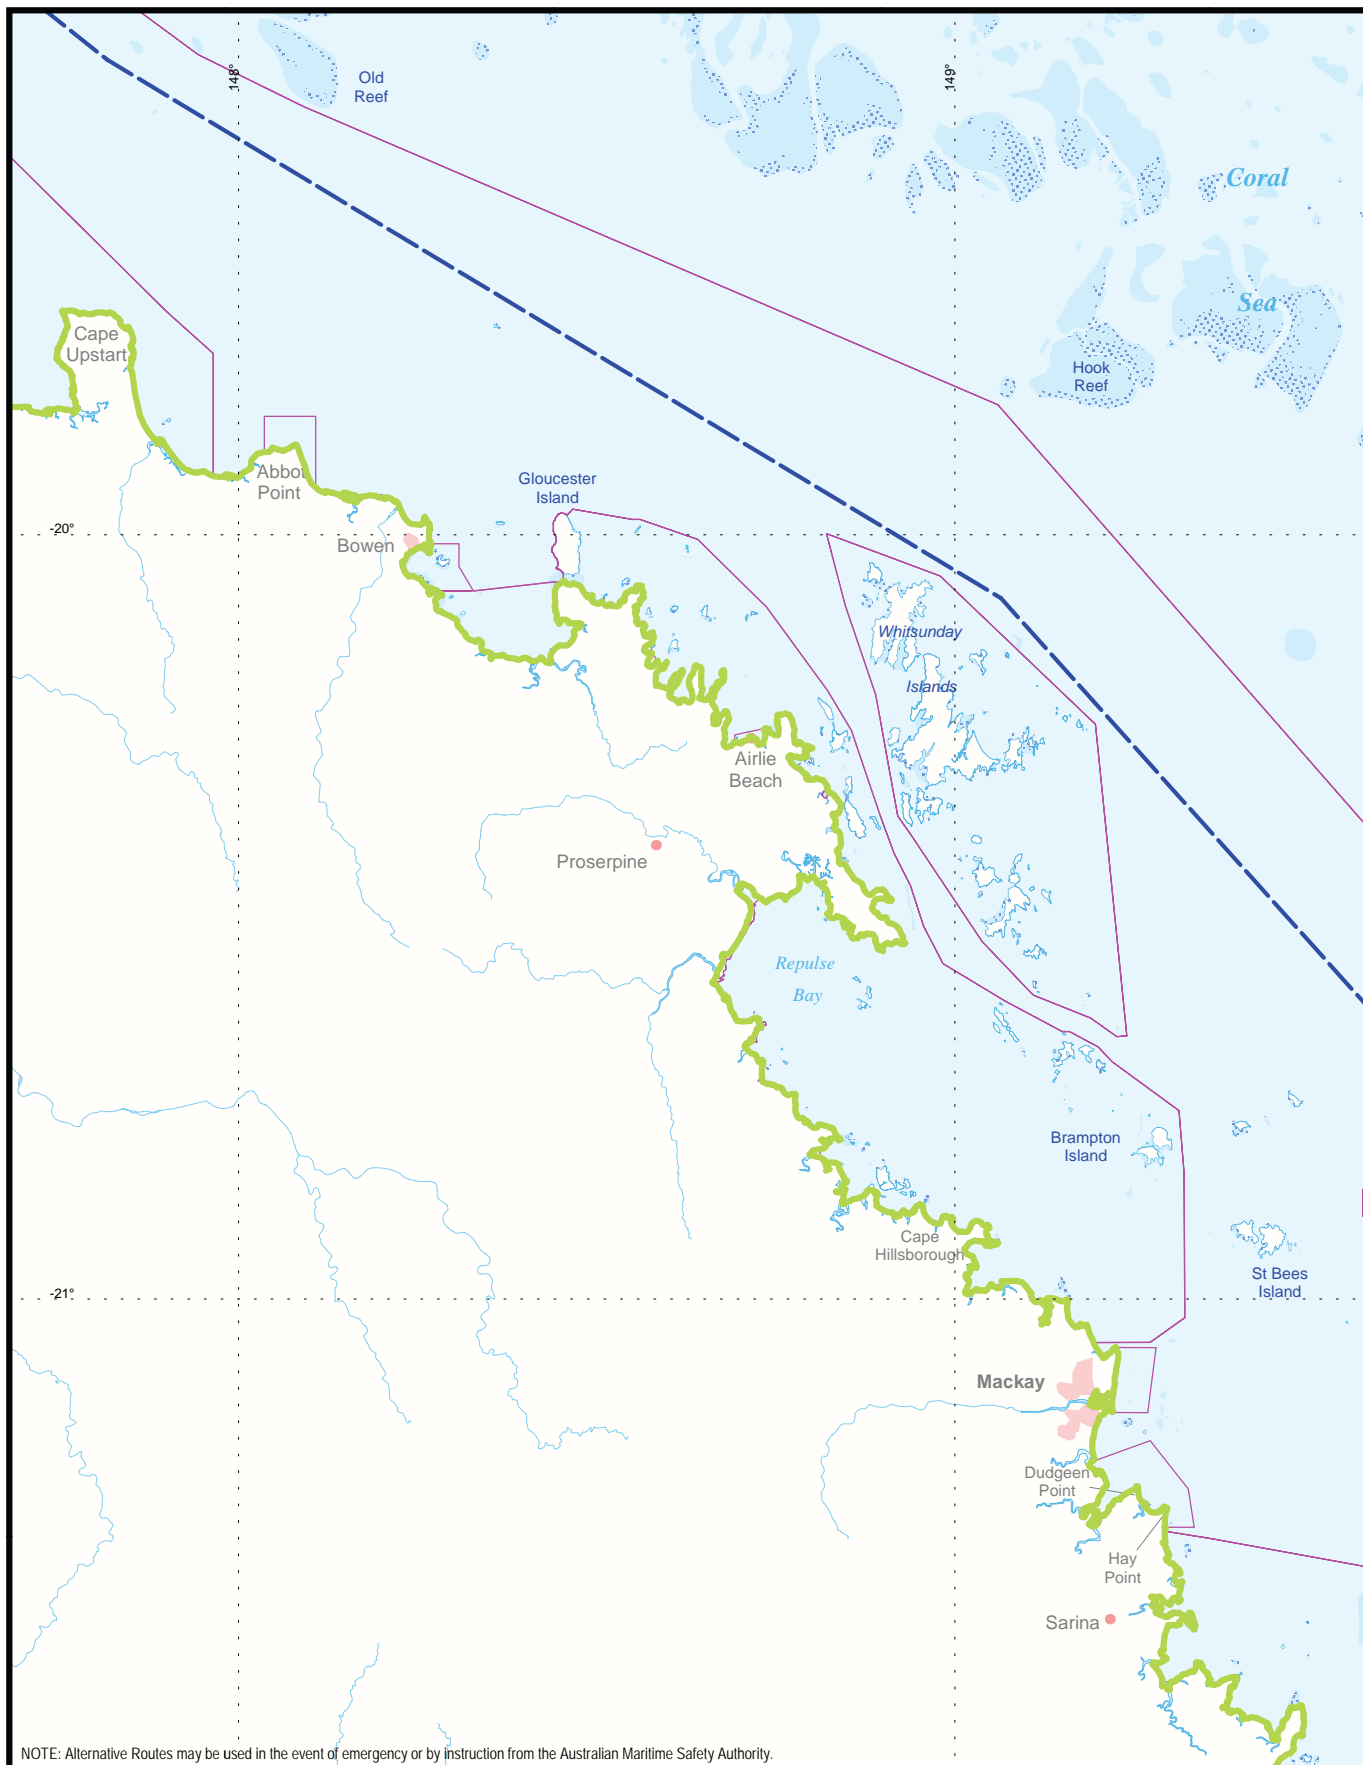 148°
149°
Old
Reef
Coral
Sea
Cape
Upstart
Hook
Reef
Abbot
Point
Gloucester
Island
-20°
Bowen
Whitsunday
Islands
Airlie
Beach
Proserpine
Repulse
Bay
Brampton
Island
Cape
Hillsborough
St Bees
Island
-21°
Mackay
Dudgeen
Point
Hay
Point
Sarina
NOTE: Alternative Routes may be used in the event of emergency or by instruction from the Australian Maritime Safety Authority.